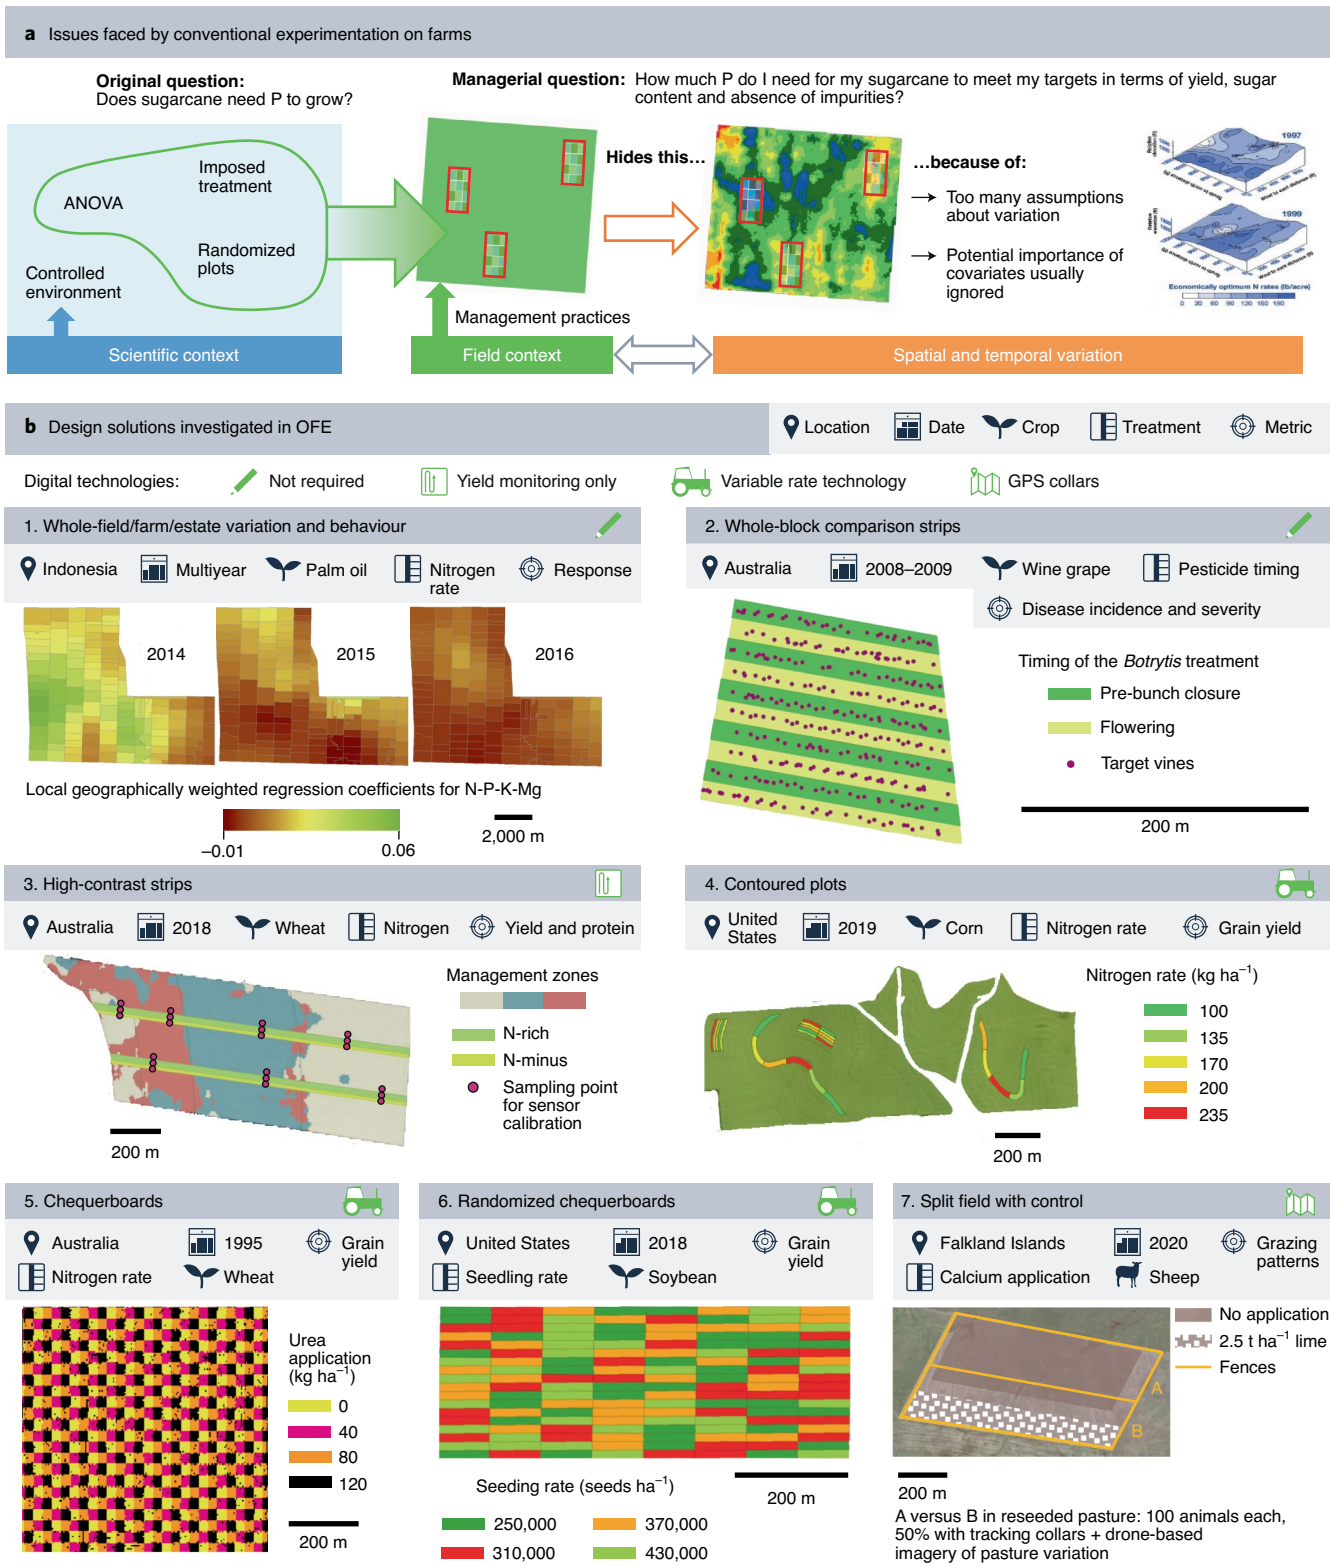 a Issues faced by conventional experimentation on farms
Original question:
Does sugarcane need P to grow?
Managerial question: How much P do I need for my sugarcane to meet my targets in terms of yield, sugar
content and absence of impurities?
ANOVA
Imposed
treatment
Randomized
plots
Controlled
environment
Scientific context
Management practices
Field context
Hides this...
...because of:
Too many assumptions
about variation
Potential importance of
covariates usually
ignored
1997
1999
Economically optimum N rates (lb/acre)
0 30 60 90 120 150 180
Spatial and temporal variation
b Design solutions investigated in OFE
Location Date Crop Treatment Metric
Digital technologies: Not required Yield monitoring only Variable rate technology GPS collars
1. Whole-field/farm/estate variation and behaviour
Indonesia Multiyear Palm oil Nitrogen
rate
Response
2014 2015 2016
Local geographically weighted regression coefficients for N-P-K-Mg
–0.01 0.06
2,000 m
2. Whole-block comparison strips
Australia 2008–2009 Wine grape Pesticide timing
Disease incidence and severity
Timing of the Botrytis treatment
Pre-bunch closure
Flowering
Target vines
200 m
3. High-contrast strips
Australia 2018 Wheat Nitrogen Yield and protein
Management zones
N-rich
N-minus
Sampling point
for sensor
calibration
200 m
4. Contoured plots
United
States
2019 Corn Nitrogen rate Grain yield
Nitrogen rate (kg ha⁻¹)
100
135
170
200
235
200 m
5. Chequerboards
Australia 1995 Grain
yield
Nitrogen rate Wheat
Urea
application
(kg ha⁻¹)
0
40
80
120
200 m
6. Randomized chequerboards
United States 2018 Grain
yield
Seedling rate Soybean
Seeding rate (seeds ha⁻¹)
200 m
250,000 370,000
310,000 430,000
7. Split field with control
Falkland Islands 2020 Grazing
patterns
Calcium application Sheep
No application
2.5 t ha⁻¹ lime
Fences
A
B
200 m
A versus B in reseeded pasture: 100 animals each,
50% with tracking collars + drone-based
imagery of pasture variation